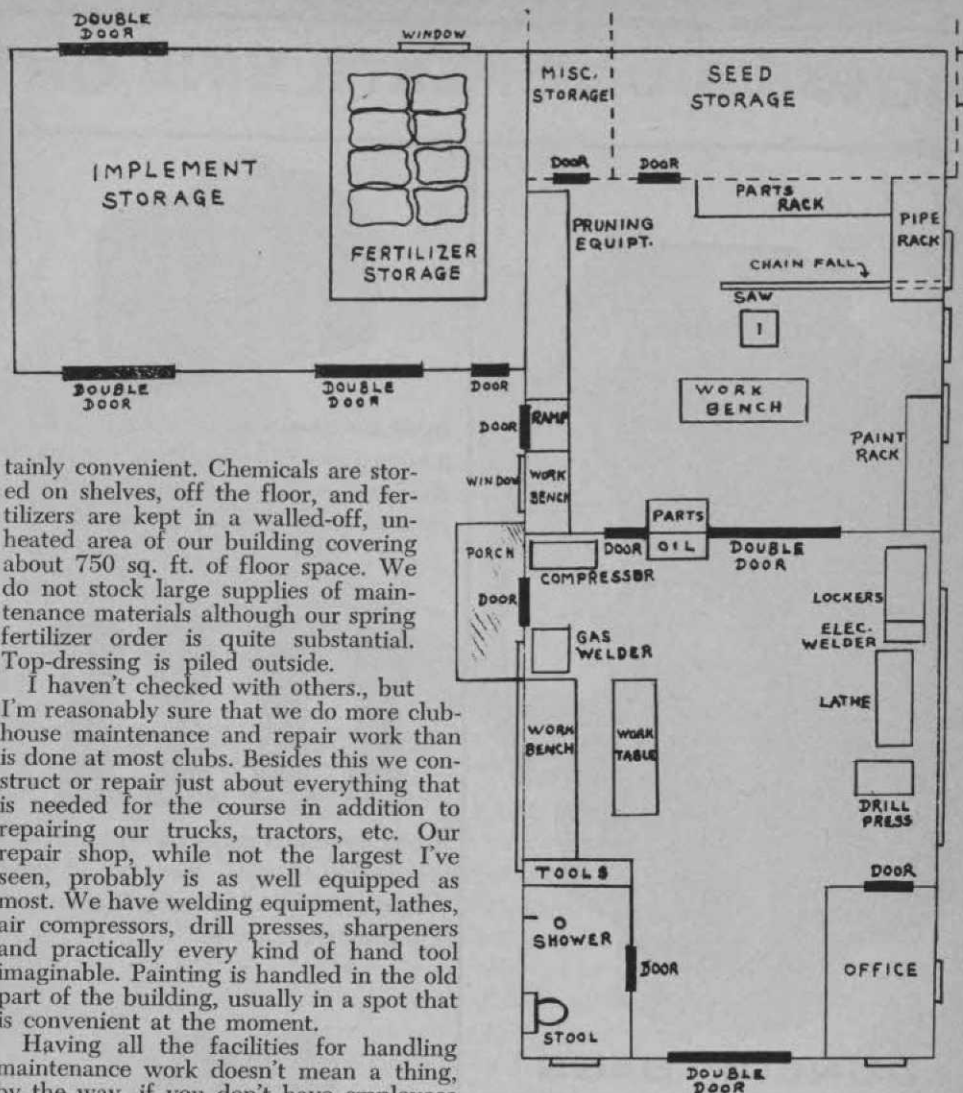 DOUBLE
DOOR
WINDOW
IMPLEMENT
STORAGE
FERTILIZER
STORAGE
DOUBLE
DOOR
DOUBLE
DOOR
DOOR
MISC.
STORAGE
SEED
STORAGE
DOOR
DOOR
PARTS
RACK
PIPE
RACK
PRUNING
EQUIPT.
CHAIN FALL
SAW
1
WORK
BENCH
PAINT
RACK
DOOR
RAMP
WINDOW
WORK
BENCH
PORCH
DOOR
PARTS
OIL
DOOR
DOUBLE
DOOR
COMPRESSOR
GAS
WELDER
LOCKERS
ELEC.
WELDER
LATHE
DRILL
PRESS
WORK
BENCH
WORK
TABLE
TOOLS
SHOWER
STOOL
DOOR
DOOR
OFFICE
DOUBLE
DOOR
tainly convenient. Chemicals are stor-
ed on shelves, off the floor, and fer-
tilizers are kept in a walled-off, un-
heated area of our building covering
about 750 sq. ft. of floor space. We
do not stock large supplies of main-
tenance materials although our spring
fertilizer order is quite substantial.
Top-dressing is piled outside.
I haven't checked with others., but
I'm reasonably sure that we do more club-
house maintenance and repair work than
is done at most clubs. Besides this we con-
struct or repair just about everything that
is needed for the course in addition to
repairing our trucks, tractors, etc. Our
repair shop, while not the largest I've
seen, probably is as well equipped as
most. We have welding equipment, lathes,
air compressors, drill presses, sharpeners
and practically every kind of hand tool
imaginable. Painting is handled in the old
part of the building, usually in a spot that
is convenient at the moment.
Having all the facilities for handling
maintenance work doesn't mean a thing,
by the way, if you don't have employees